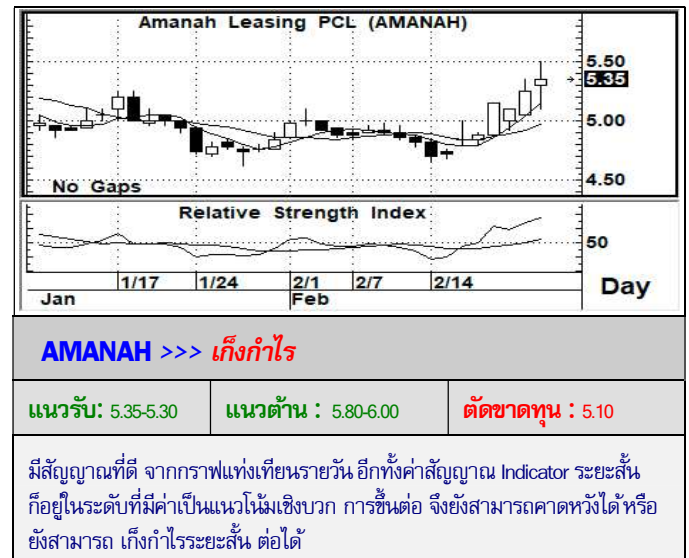 Amanah Leasing PCL (AMANAH)
5.50
5.35
5.00
4.50
No Gaps
Relative Strength Index
50
1/17 1/24 2/1 2/7 2/14
Jan Feb
Day
AMANAH >>> เก็งกำไร
แนวรับ: 5.35-5.30 แนวต้าน : 5.80-6.00 ตัดขาดทุน : 5.10
มีสัญญาณที่ดี จากกราฟแท่งเทียนรายวัน อีกทั้งค่าสัญญาณ Indicator ระยะสั้น
ก็อยู่ในระดับที่มีค่าเป็นแนวโน้มเชิงบวก การขึ้นต่อ จึงยังสามารถคาดหวังได้ หรือ
ยังสามารถ เก็งกำไรระยะสั้น ต่อได้